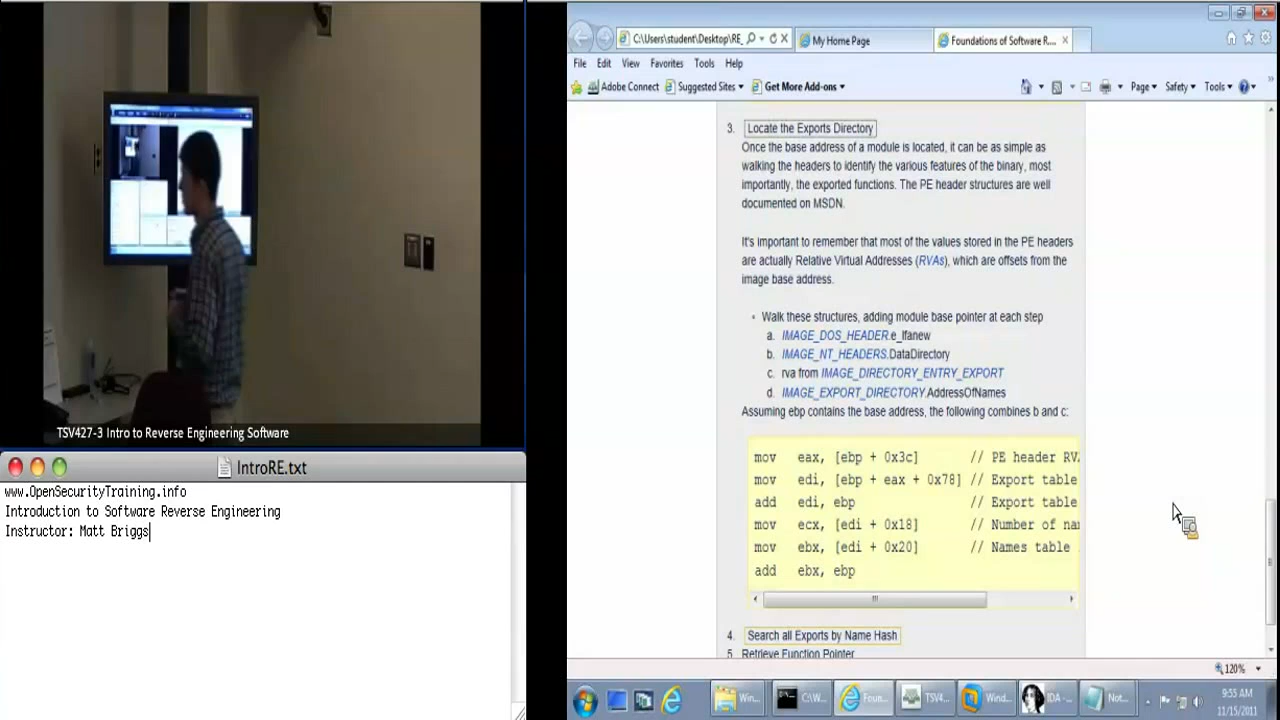 TSV427-3 Intro to Reverse Engineering Software
IntroRE.txt
www.OpenSecurityTraining.info
Introduction to Software Reverse Engineering
Instructor: Matt Briggs
C:\Users\student\Desktop\RE_
My Home Page
Foundations of Software R...
File Edit View Favorites Tools Help
Adobe Connect Suggested Sites Get More Add-ons
Page Safety Tools
3. Locate the Exports Directory
Once the base address of a module is located, it can be as simple as
walking the headers to identify the various features of the binary, most
importantly, the exported functions. The PE header structures are well
documented on MSDN.
It's important to remember that most of the values stored in the PE headers
are actually Relative Virtual Addresses (RVAs), which are offsets from the
image base address.
• Walk these structures, adding module base pointer at each step
a. IMAGE_DOS_HEADER.e_lfanew
b. IMAGE_NT_HEADERS.DataDirectory
c. rva from IMAGE_DIRECTORY_ENTRY_EXPORT
d. IMAGE_EXPORT_DIRECTORY.AddressOfNames
Assuming ebp contains the base address, the following combines b and c:
mov eax, [ebp + 0x3c] // PE header RV
mov edi, [ebp + eax + 0x78] // Export table
add edi, ebp // Export table
mov ecx, [edi + 0x18] // Number of na
mov ebx, [edi + 0x20] // Names table
add ebx, ebp
4. Search all Exports by Name Hash
5 Retrieve Function Pointer
120%
Win... C:\W... Foun... TSV4... Wind... IDA -... Not...
9:55 AM
11/15/2011